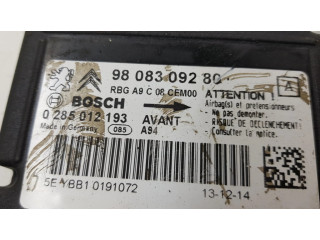 98 083 092 80
RBG A9 C 08 CEM00
BOSCH
0 285 012 193 AVANT
Made in Germany 085 A94
ATTENTION A
Airbag(s) et pretensionneurs
- Ne pas demonter.
- RISQUE DE DECLENCHEMENT!
- Consulter la notice.
5E YBB1 0191072
13-12-14